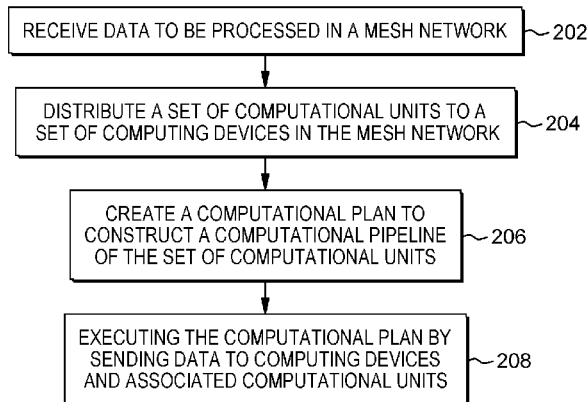 RECEIVE DATA TO BE PROCESSED IN A MESH NETWORK
202
DISTRIBUTE A SET OF COMPUTATIONAL UNITS TO A
SET OF COMPUTING DEVICES IN THE MESH NETWORK
204
CREATE A COMPUTATIONAL PLAN TO
CONSTRUCT A COMPUTATIONAL PIPELINE
OF THE SET OF COMPUTATIONAL UNITS
206
EXECUTING THE COMPUTATIONAL PLAN BY
SENDING DATA TO COMPUTING DEVICES
AND ASSOCIATED COMPUTATIONAL UNITS
208